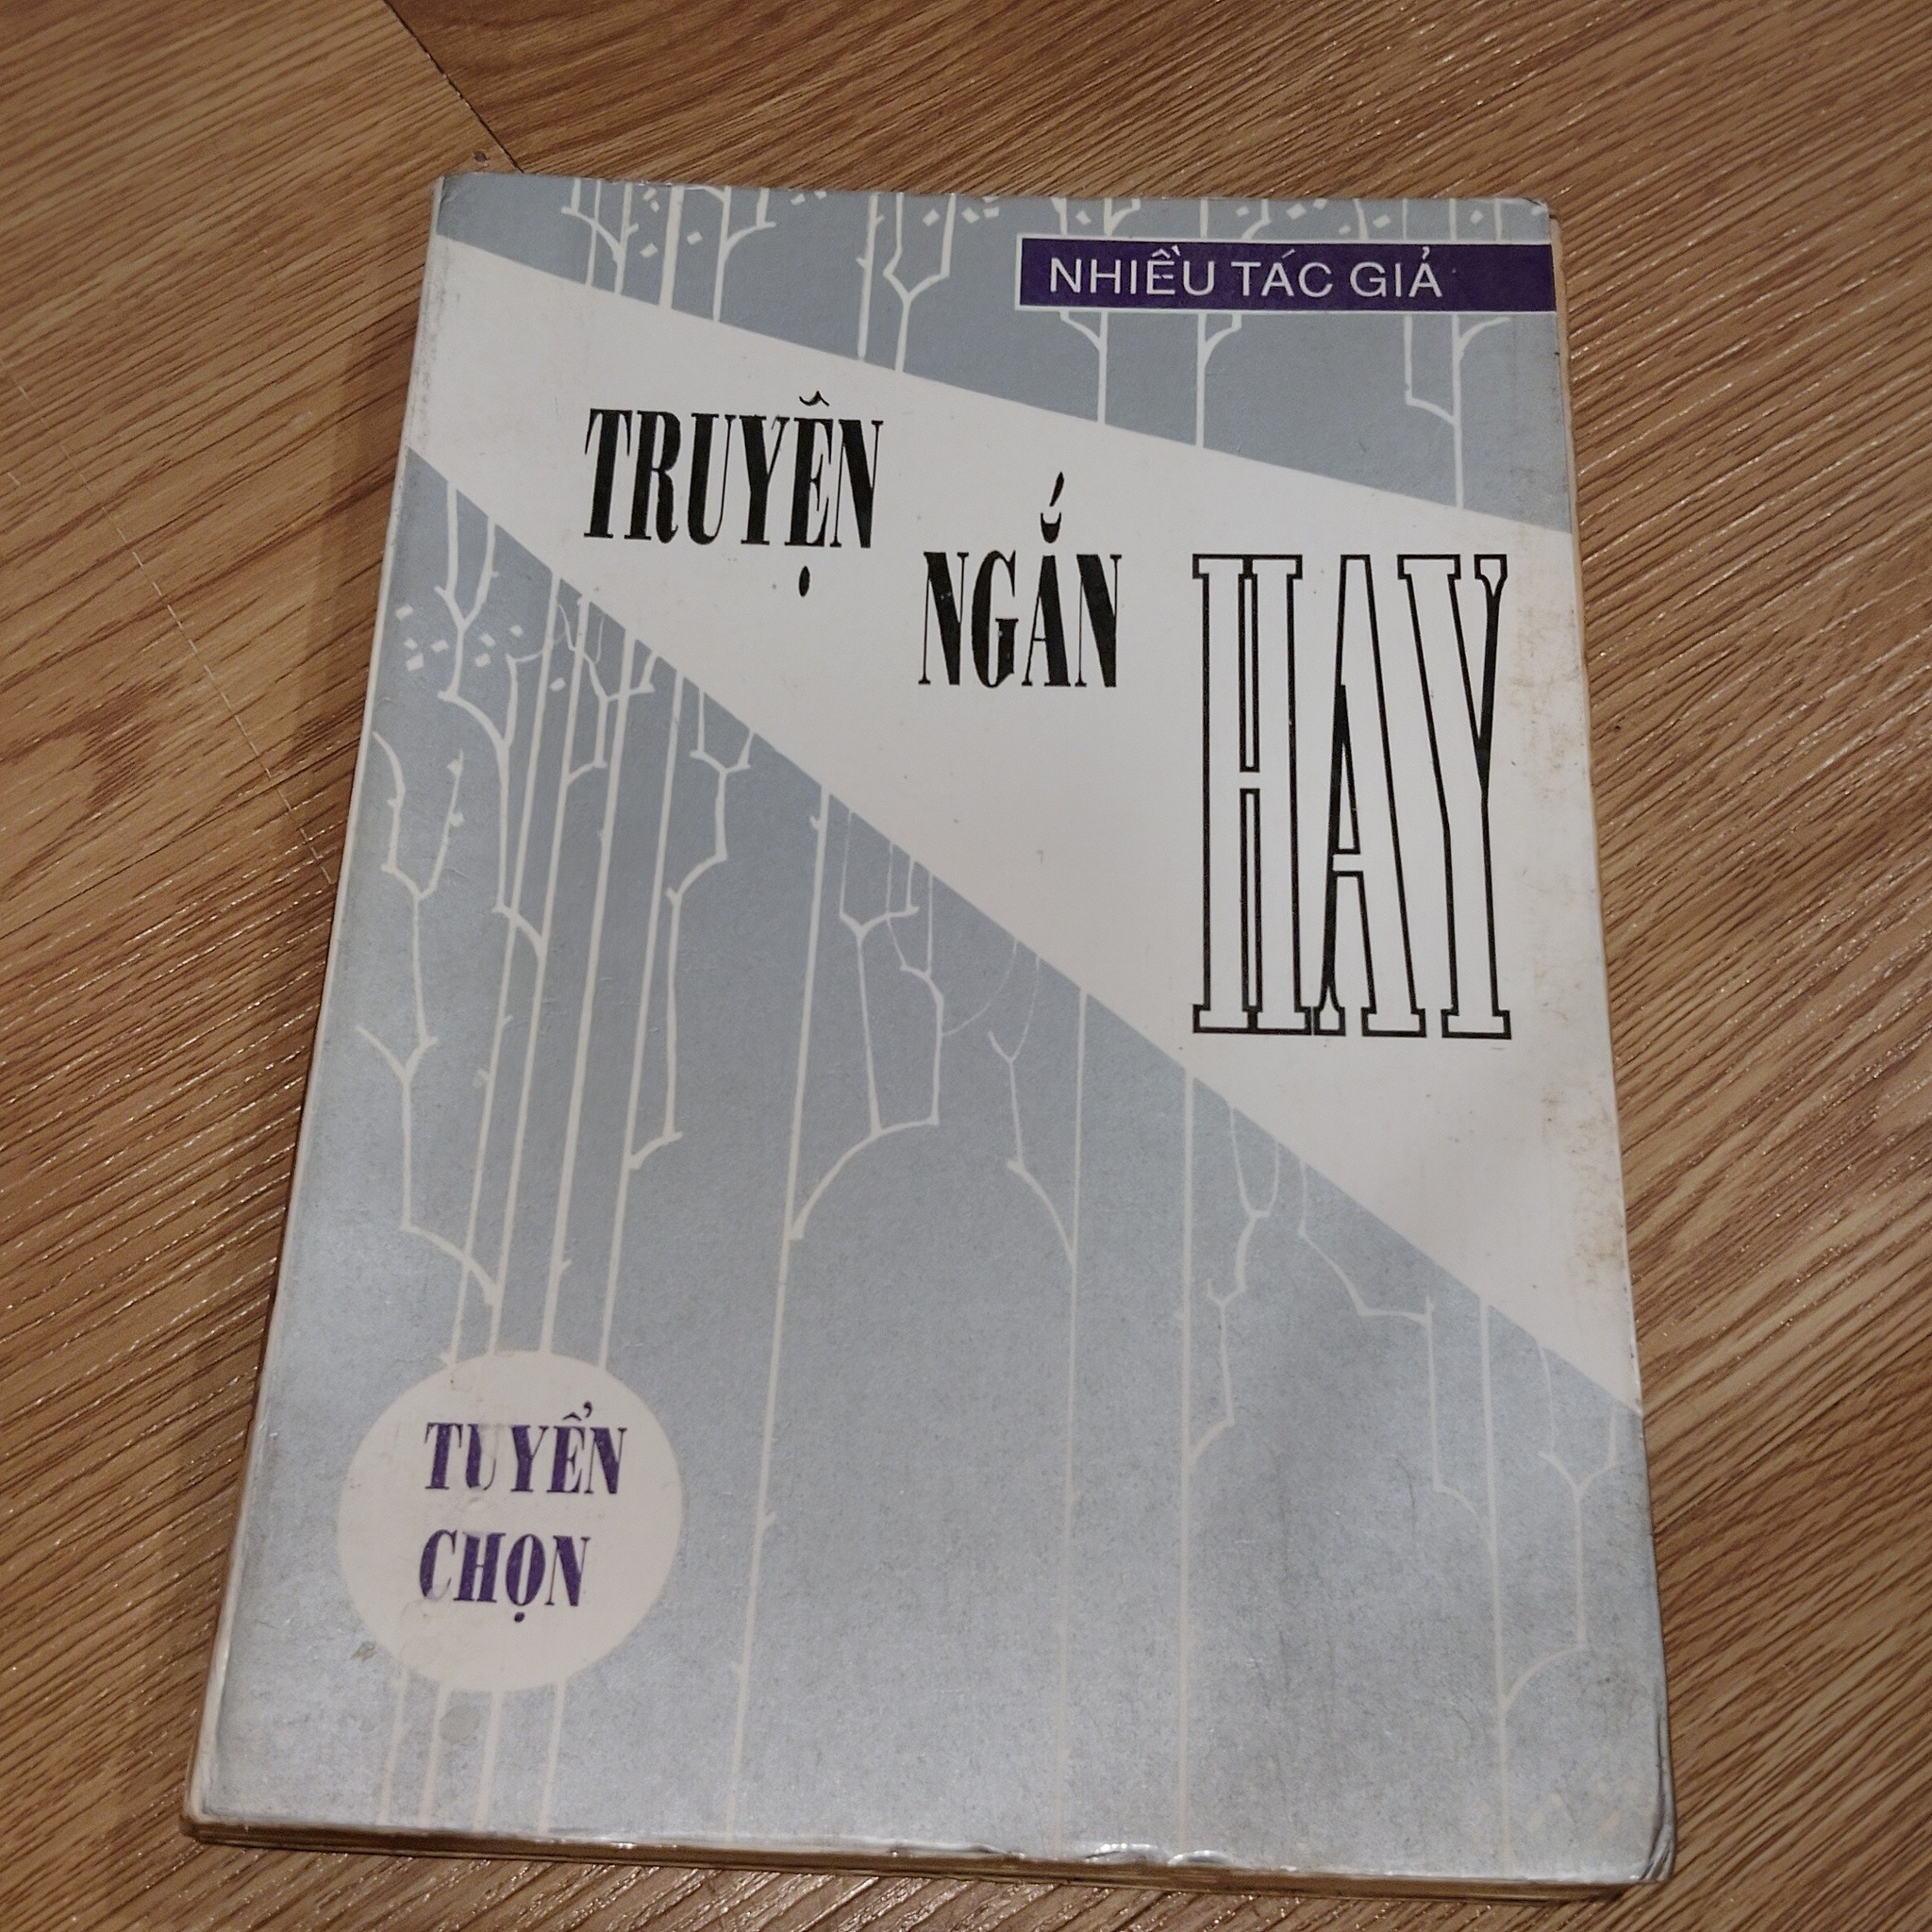 NHIỀU TÁC GIẢ
TRUYỆN
NGẮN
HAY
TUYỂN
CHỌN